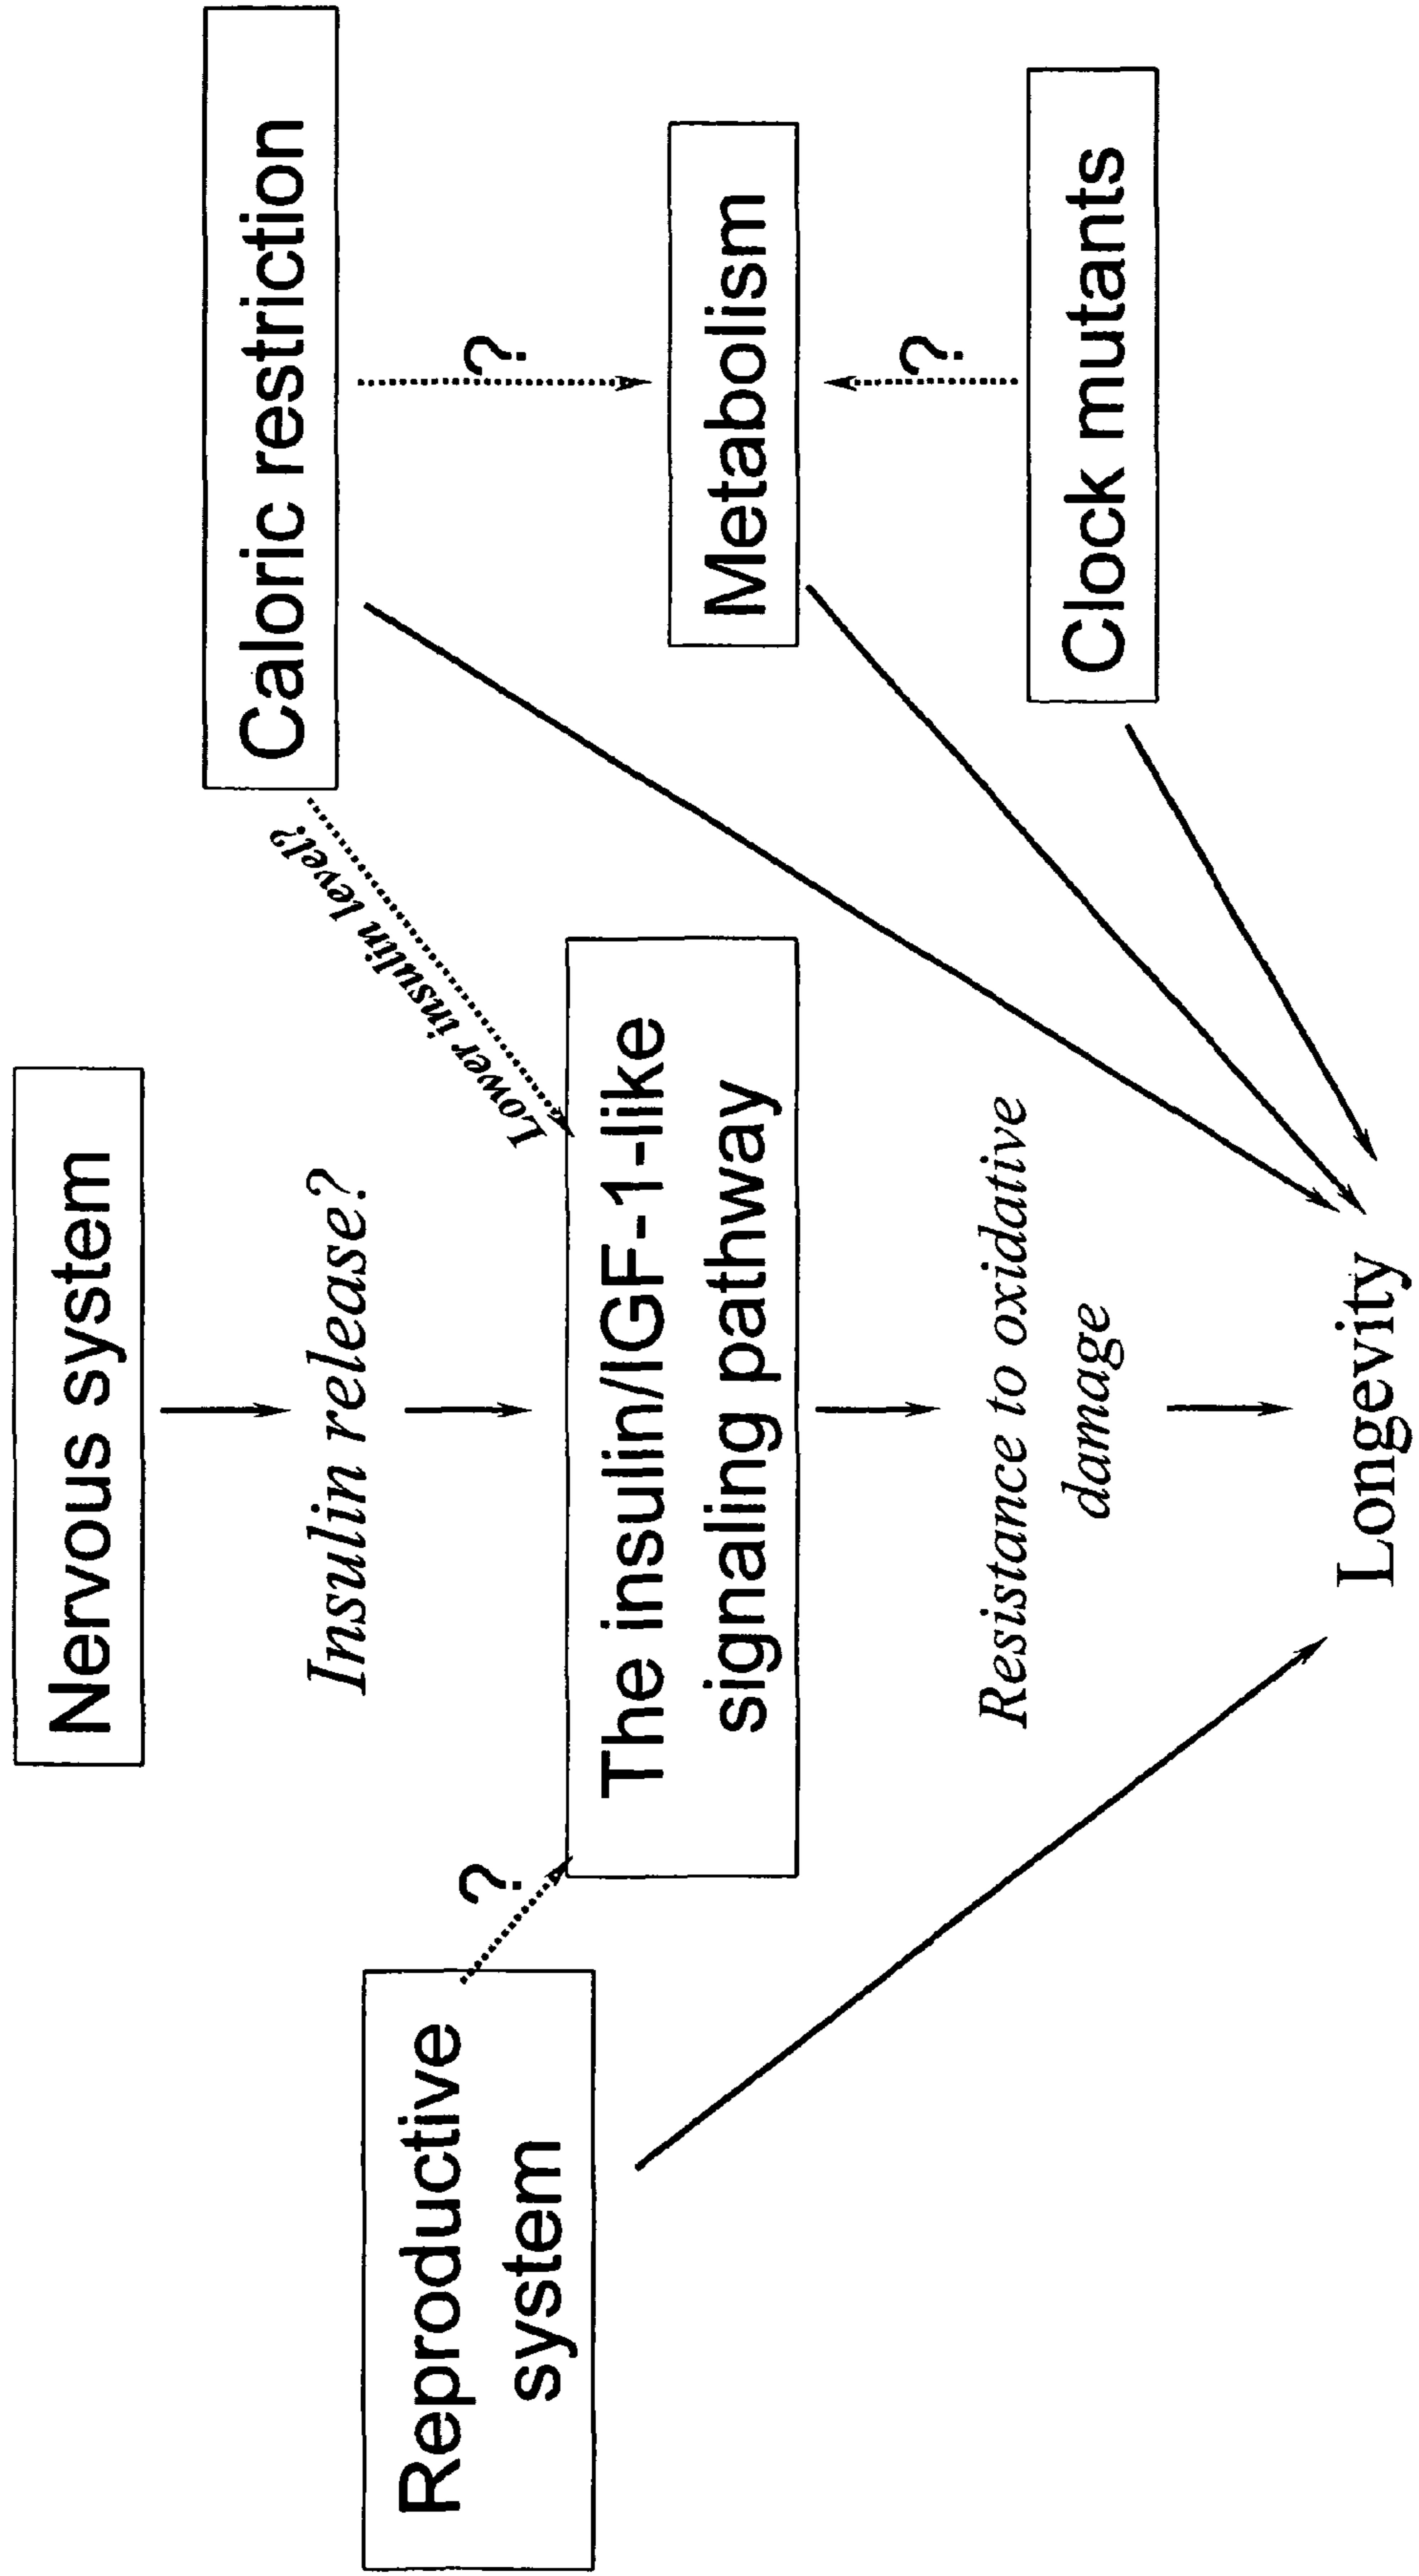 Nervous system
Caloric restriction
Insulin release?
Lower insulin level?
Reproductive
system
?
?
The insulin/IGF-1-like
signaling pathway
Metabolism
?
Resistance to oxidative
damage
Clock mutants
Longevity